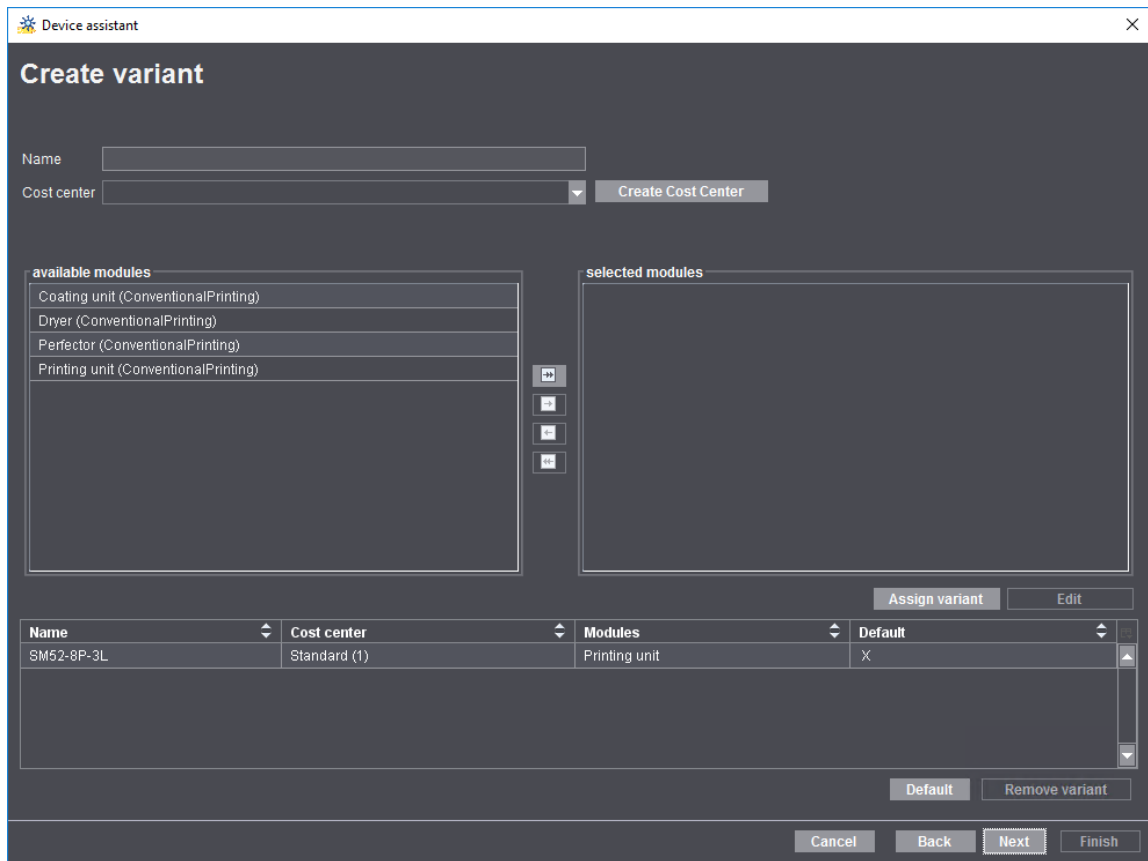 Device assistant
Create variant
Name
Cost center
Create Cost Center
available modules
Coating unit (ConventionalPrinting)
Dryer (ConventionalPrinting)
Perfector (ConventionalPrinting)
Printing unit (ConventionalPrinting)
selected modules
Assign variant Edit
Name Cost center Modules Default
SM52-8P-3L Standard (1) Printing unit X
Default Remove variant
Cancel Back Next Finish